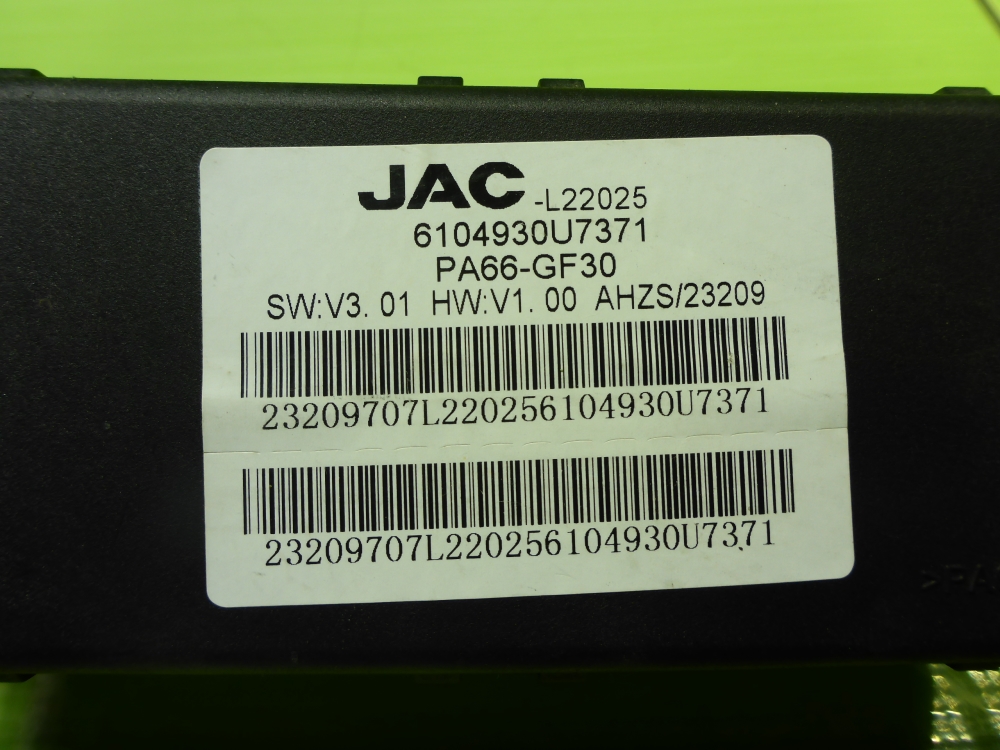 JAC -L22025
6104930U7371
PA66-GF30
SW:V3. 01 HW:V1. 00 AHZS/23209
23209707L220256104930U7371
23209707L220256104930U7371